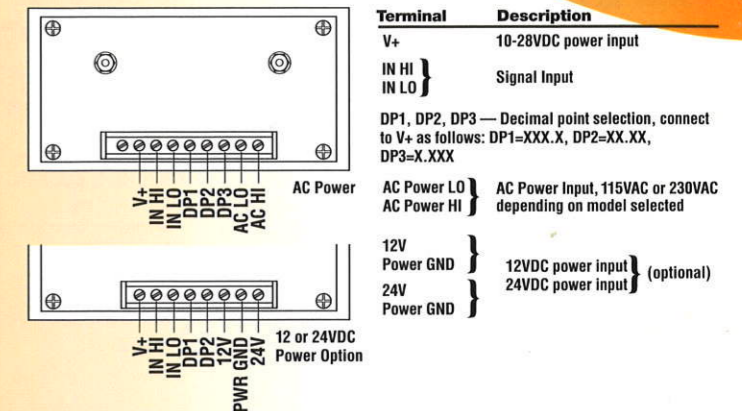 Terminal Description
V+ 10-28VDC power input
IN HI
IN LO } Signal Input
DP1, DP2, DP3 — Decimal point selection, connect
to V+ as follows: DP1=XXX.X, DP2=XX.XX,
DP3=X.XXX
AC Power LO
AC Power HI } AC Power Input, 115VAC or 230VAC
depending on model selected
12V
Power GND }
24V
Power GND }
12VDC power input
24VDC power input } (optional)
V+
IN HI
IN LO
DP1
DP2
DP3
AC LO
AC HI
AC Power
V+
IN HI
IN LO
DP1
DP2
12V
PWR GND
24V
12 or 24VDC
Power Option